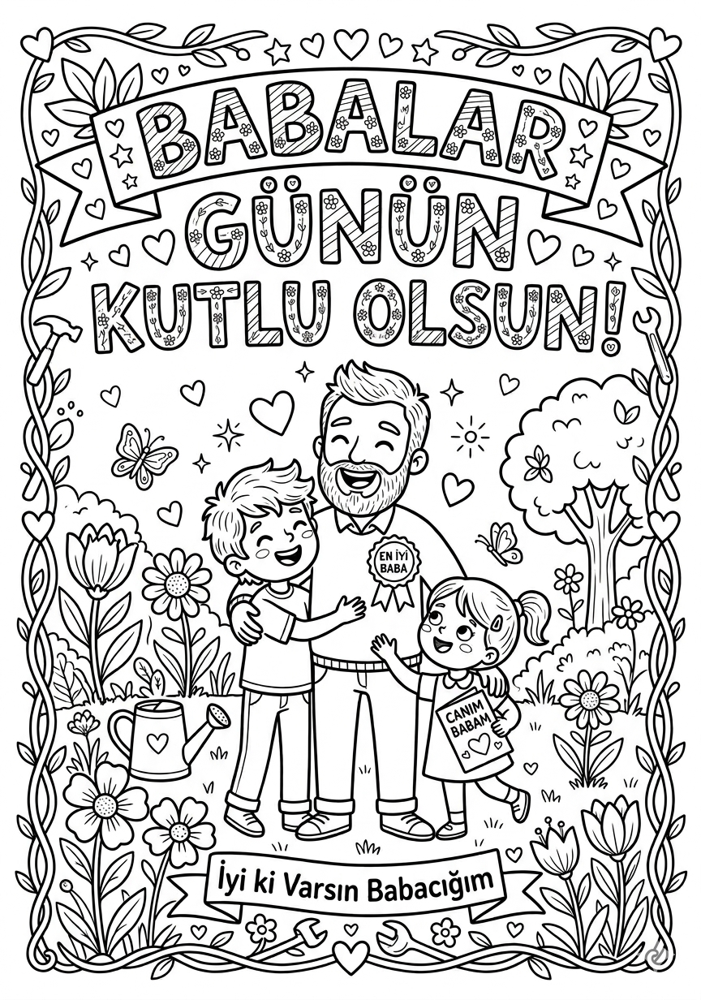 BABALAR
GÜNÜN
KUTLU OLSUN!
EN İYİ
BABA
CANIM
BABAM
İyi ki Varsın Babacığım